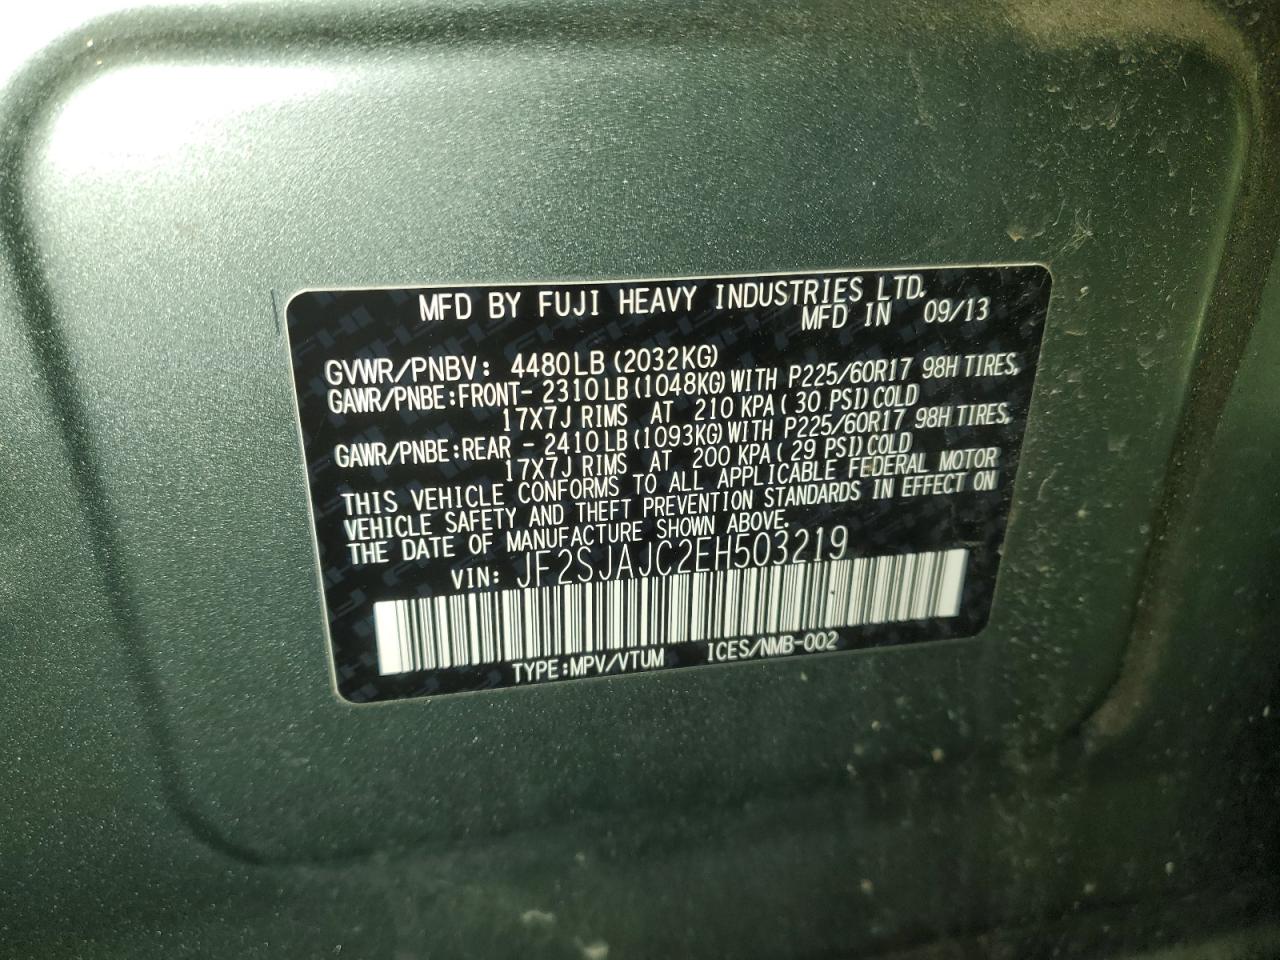 MFD BY FUJI HEAVY INDUSTRIES LTD.
MFD IN 09/13
GVWR/PNBV: 4480LB (2032KG)
GAWR/PNBE:FRONT- 2310LB (1048KG) WITH P225/60R17 98H TIRES,
17X7J RIMS AT 210 KPA ( 30 PSI) COLD
GAWR/PNBE:REAR - 2410LB (1093KG) WITH P225/60R17 98H TIRES,
17X7J RIMS AT 200 KPA ( 29 PSI) COLD
THIS VEHICLE CONFORMS TO ALL APPLICABLE FEDERAL MOTOR
VEHICLE SAFETY AND THEFT PREVENTION STANDARDS IN EFFECT ON
THE DATE OF MANUFACTURE SHOWN ABOVE.
VIN: JF2SJAJC2EH503219
TYPE:MPV/VTUM ICES/NMB-002